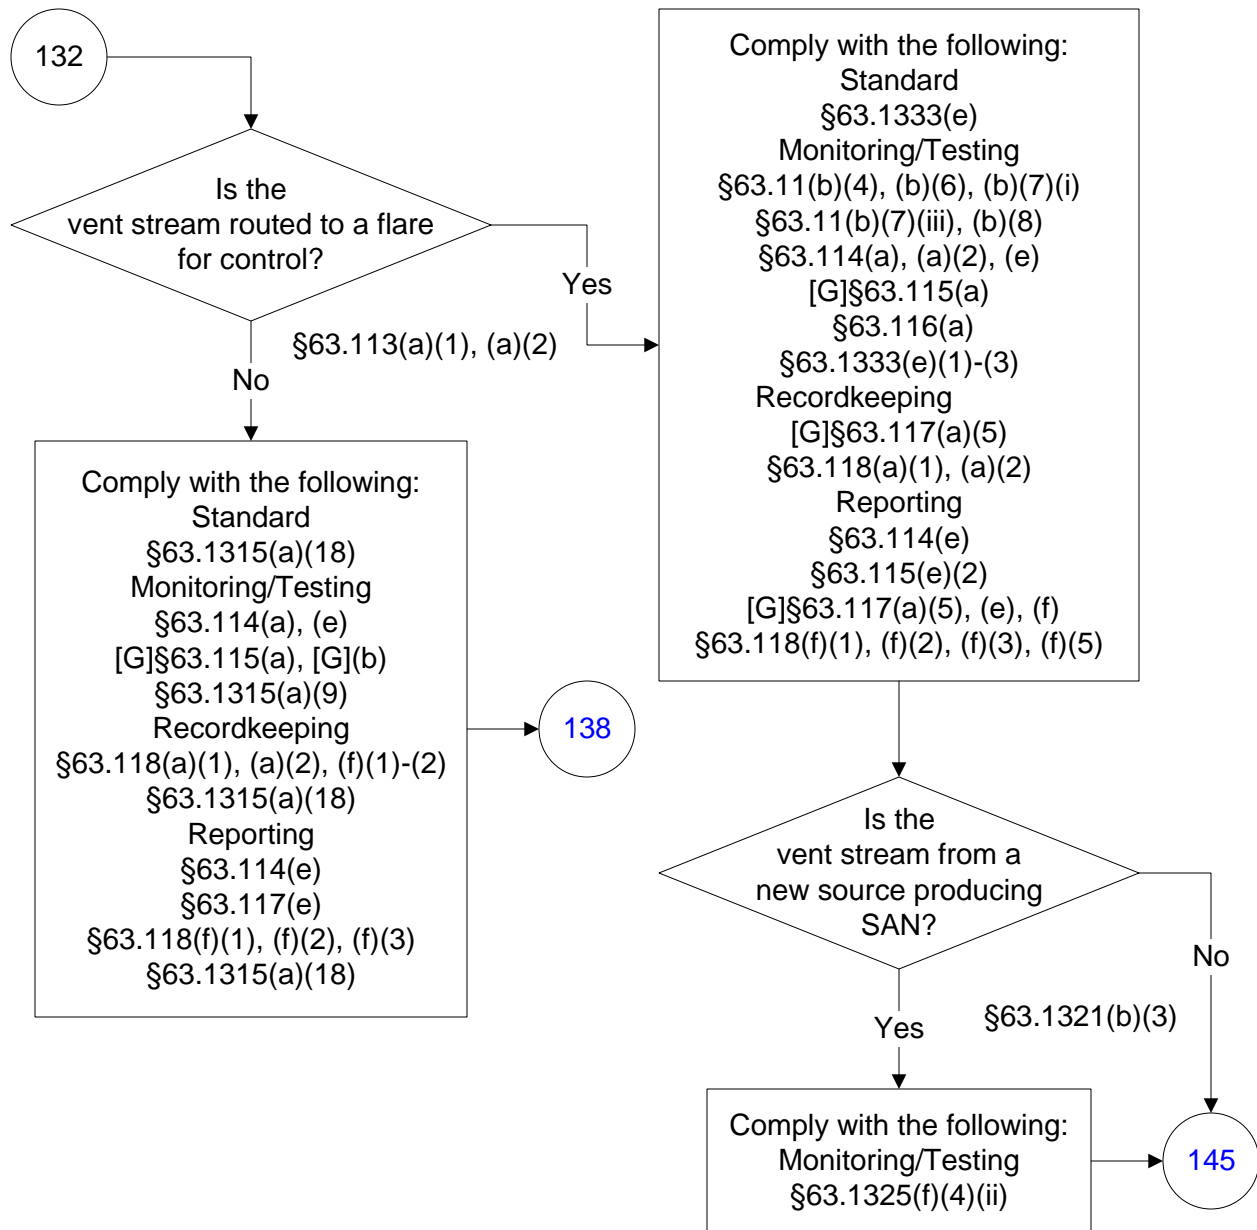 132
Is the
vent stream routed to a flare
for control?
Yes
§63.113(a)(1), (a)(2)
No
Comply with the following:
Standard
§63.1333(e)
Monitoring/Testing
§63.11(b)(4), (b)(6), (b)(7)(i)
§63.11(b)(7)(iii), (b)(8)
§63.114(a), (a)(2), (e)
[G]§63.115(a)
§63.116(a)
§63.1333(e)(1)-(3)
Recordkeeping
[G]§63.117(a)(5)
§63.118(a)(1), (a)(2)
Reporting
§63.114(e)
§63.115(e)(2)
[G]§63.117(a)(5), (e), (f)
§63.118(f)(1), (f)(2), (f)(3), (f)(5)
Comply with the following:
Standard
§63.1315(a)(18)
Monitoring/Testing
§63.114(a), (e)
[G]§63.115(a), [G](b)
§63.1315(a)(9)
Recordkeeping
§63.118(a)(1), (a)(2), (f)(1)-(2)
§63.1315(a)(18)
Reporting
§63.114(e)
§63.117(e)
§63.118(f)(1), (f)(2), (f)(3)
§63.1315(a)(18)
138
Is the
vent stream from a
new source producing
SAN?
No
Yes
§63.1321(b)(3)
Comply with the following:
Monitoring/Testing
§63.1325(f)(4)(ii)
145